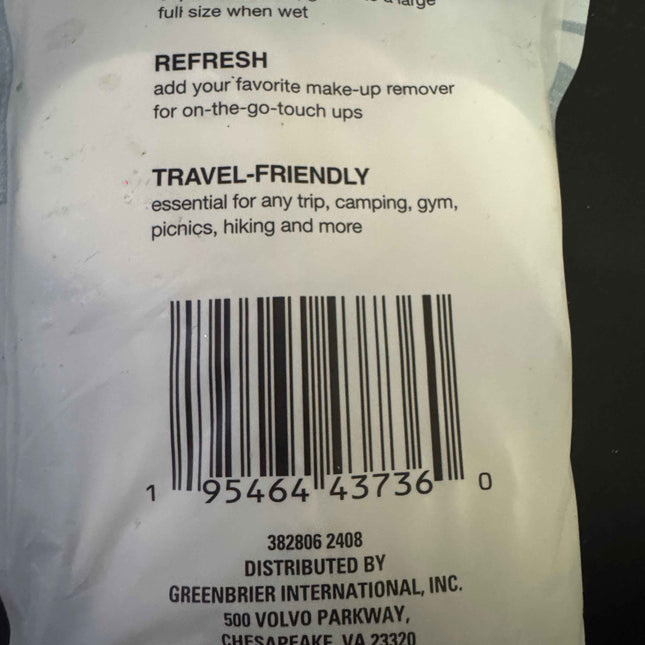 a large
full size when wet
REFRESH
add your favorite make-up remover
for on-the-go-touch ups
TRAVEL-FRIENDLY
essential for any trip, camping, gym,
picnics, hiking and more
1 95464 43736 0
382806 2408
DISTRIBUTED BY
GREENBRIER INTERNATIONAL, INC.
500 VOLVO PARKWAY,
CHESAPEAKE, VA 23320